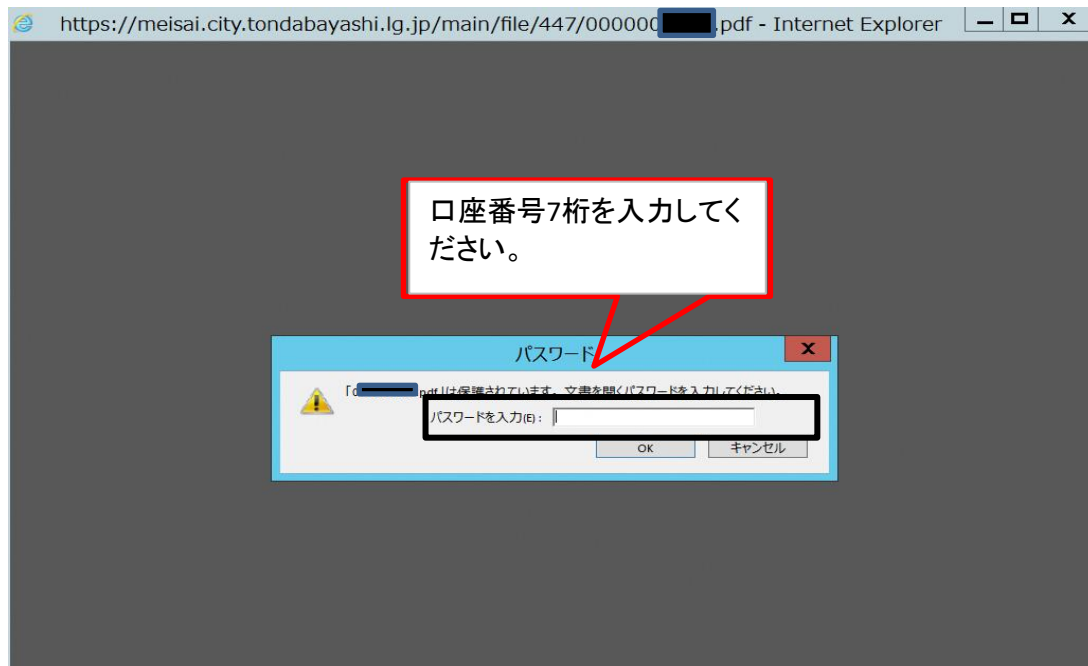 https://meisai.city.tondabayashi.lg.jp/main/file/447/000000 .pdf - Internet Explorer
口座番号7桁を入力してく
ださい。
パスワード
「0 .pdf」は保護されています。文書を開くパスワードを入力してください。
パスワードを入力(E):
OK キャンセル